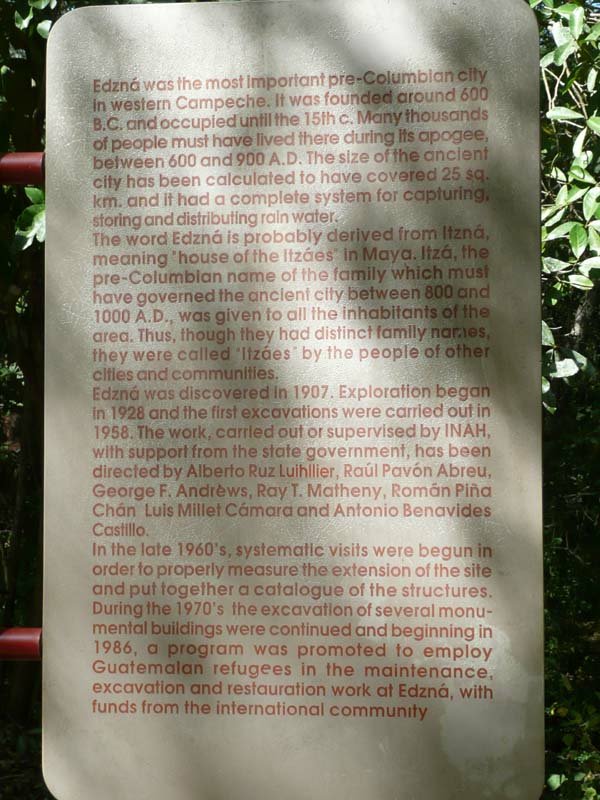 Edzná was the most important pre-Columbian city
in western Campeche. It was founded around 600
B.C. and occupied until the 15th c. Many thousands
of people must have lived there during its apogee,
between 600 and 900 A.D. The size of the ancient
city has been calculated to have covered 25 sq.
km. and it had a complete system for capturing,
storing and distributing rain water.
The word Edzná is probably derived from Itzná,
meaning "house of the Itzáes" in Maya. Itzá, the
pre-Columbian name of the family which must
have governed the ancient city between 800 and
1000 A.D., was given to all the inhabitants of the
area. Thus, though they had distinct family names,
they were called "Itzáes" by the people of other
cities and communities.
Edzná was discovered in 1907. Exploration began
in 1928 and the first excavations were carried out in
1958. The work, carried out or supervised by INAH,
with support from the state government, has been
directed by Alberto Ruz Luihllier, Raúl Pavón Abreu,
George F. Andrèws, Ray T. Matheny, Román Piña
Chán Luis Millet Cámara and Antonio Benavides
Castillo.
In the late 1960's, systematic visits were begun in
order to properly measure the extension of the site
and put together a catalogue of the structures.
During the 1970's the excavation of several monu-
mental buildings were continued and beginning in
1986, a program was promoted to employ
Guatemalan refugees in the maintenance,
excavation and restauration work at Edzná, with
funds from the international community